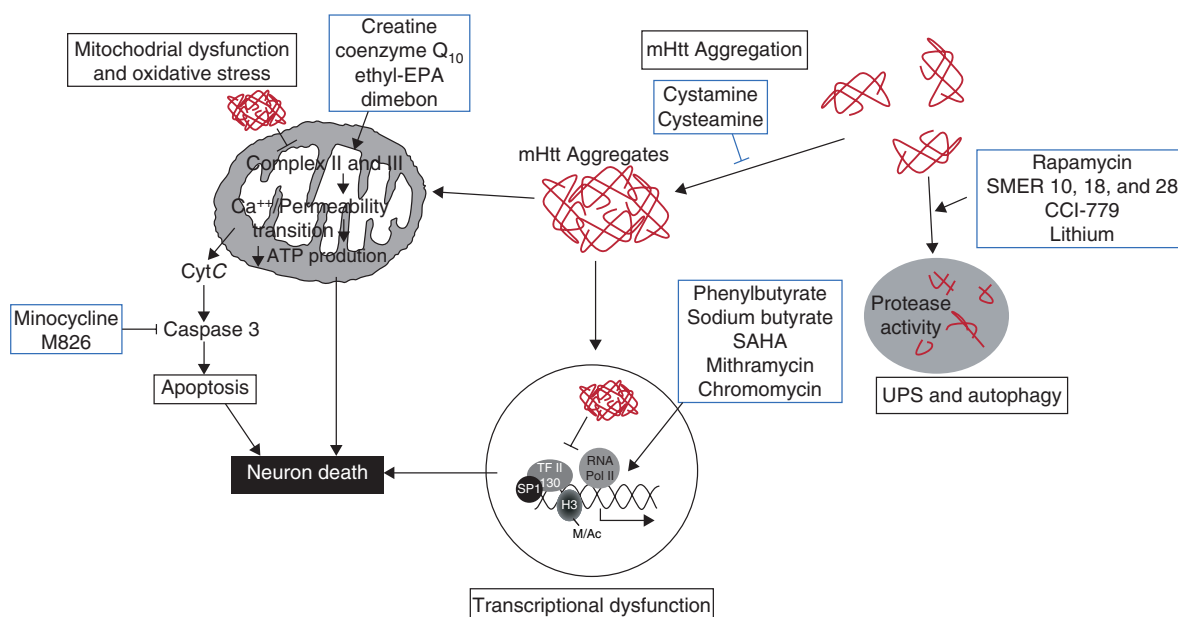 Mitochodrial dysfunction
and oxidative stress
Creatine
coenzyme Q10
ethyl-EPA
dimebon
mHtt Aggregation
Cystamine
Cysteamine
mHtt Aggregates
Rapamycin
SMER 10, 18, and 28
CCI-779
Lithium
Complex II and III
Ca++/Permeability
transition
ATP prodution
CytC
Minocycline
M826
Caspase 3
Apoptosis
Neuron death
Phenylbutyrate
Sodium butyrate
SAHA
Mithramycin
Chromomycin
Protease
activity
UPS and autophagy
TF II
130
SP1
RNA
Pol II
H3
M/Ac
Transcriptional dysfunction